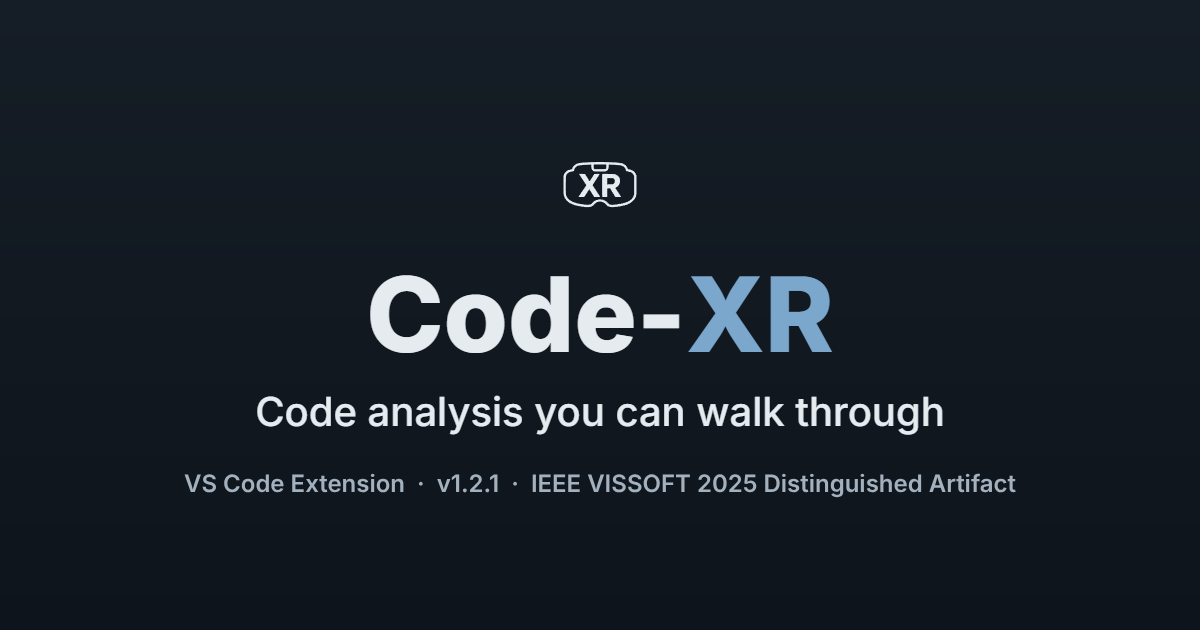 XR
Code-XR
Code analysis you can walk through
VS Code Extension · v1.2.1 · IEEE VISSOFT 2025 Distinguished Artifact